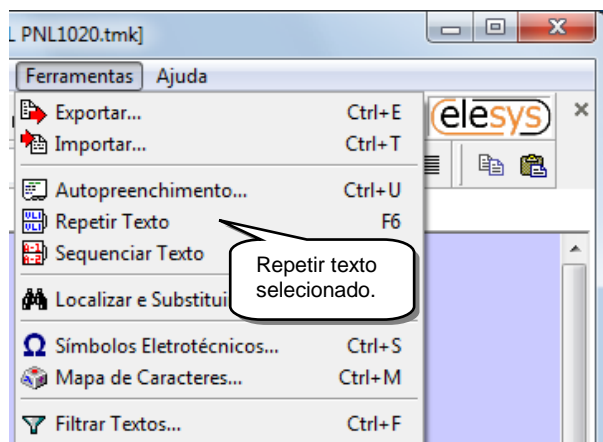 L PNL1020.tmk]
Ferramentas Ajuda
Exportar... Ctrl+E
elesys
Importar... Ctrl+T
Autopreenchimento... Ctrl+U
Repetir Texto F6
Sequenciar Texto
Repetir texto
selecionado.
Localizar e Substitui
Símbolos Eletrotécnicos... Ctrl+S
Mapa de Caracteres... Ctrl+M
Filtrar Textos... Ctrl+F